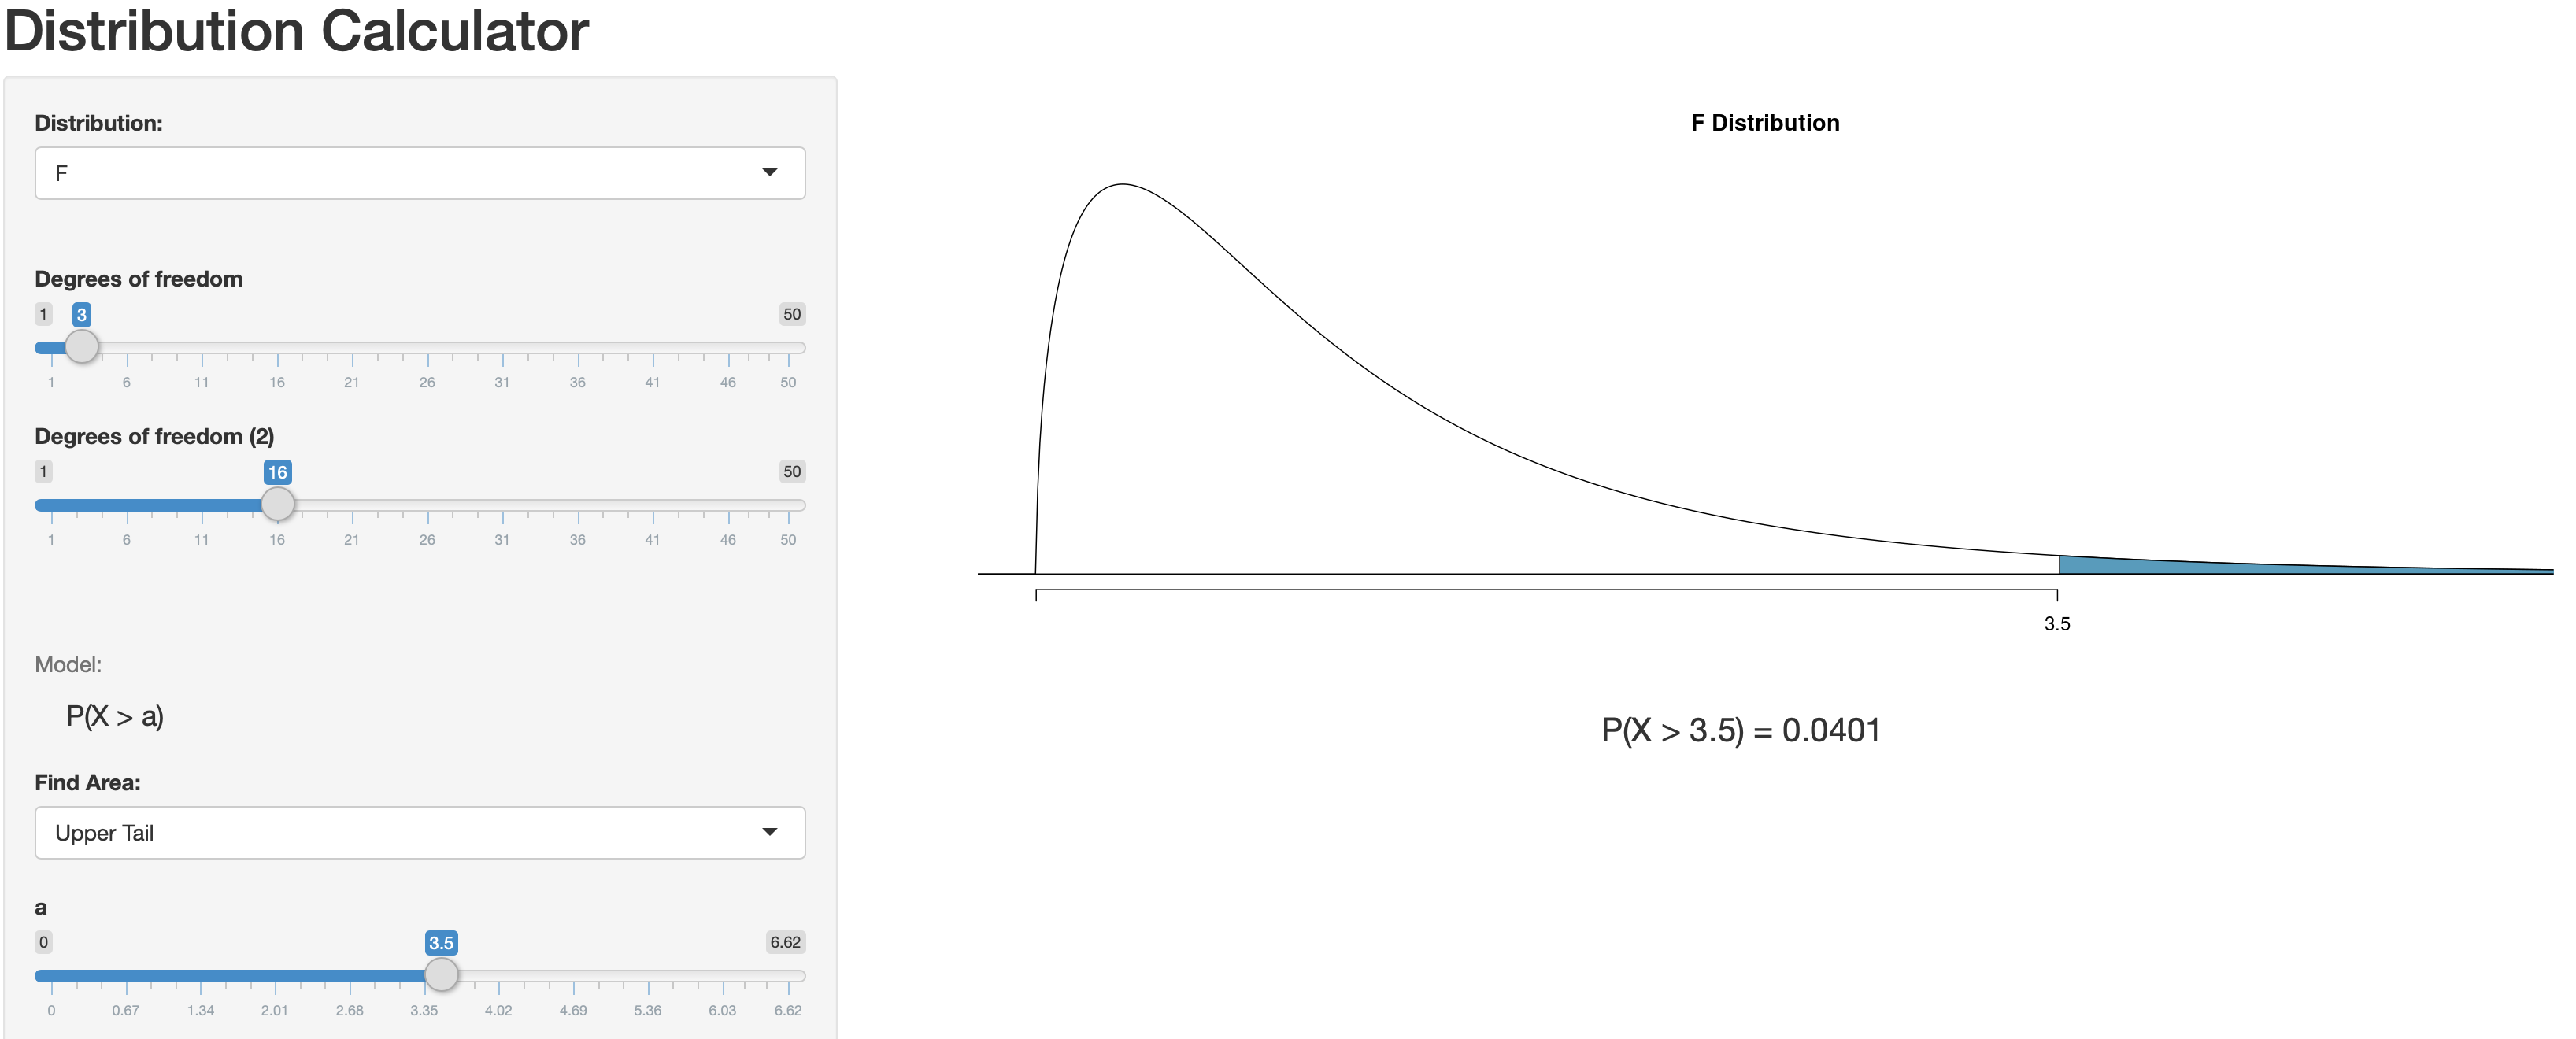 Distribution Calculator
Distribution:
F
Degrees of freedom
1 3 50
1 6 11 16 21 26 31 36 41 46 50
Degrees of freedom (2)
1 16 50
1 6 11 16 21 26 31 36 41 46 50
Model:
P(X > a)
Find Area:
Upper Tail
a
0 3.5 6.62
0 0.67 1.34 2.01 2.68 3.35 4.02 4.69 5.36 6.03 6.62
F Distribution
3.5
P(X > 3.5) = 0.0401